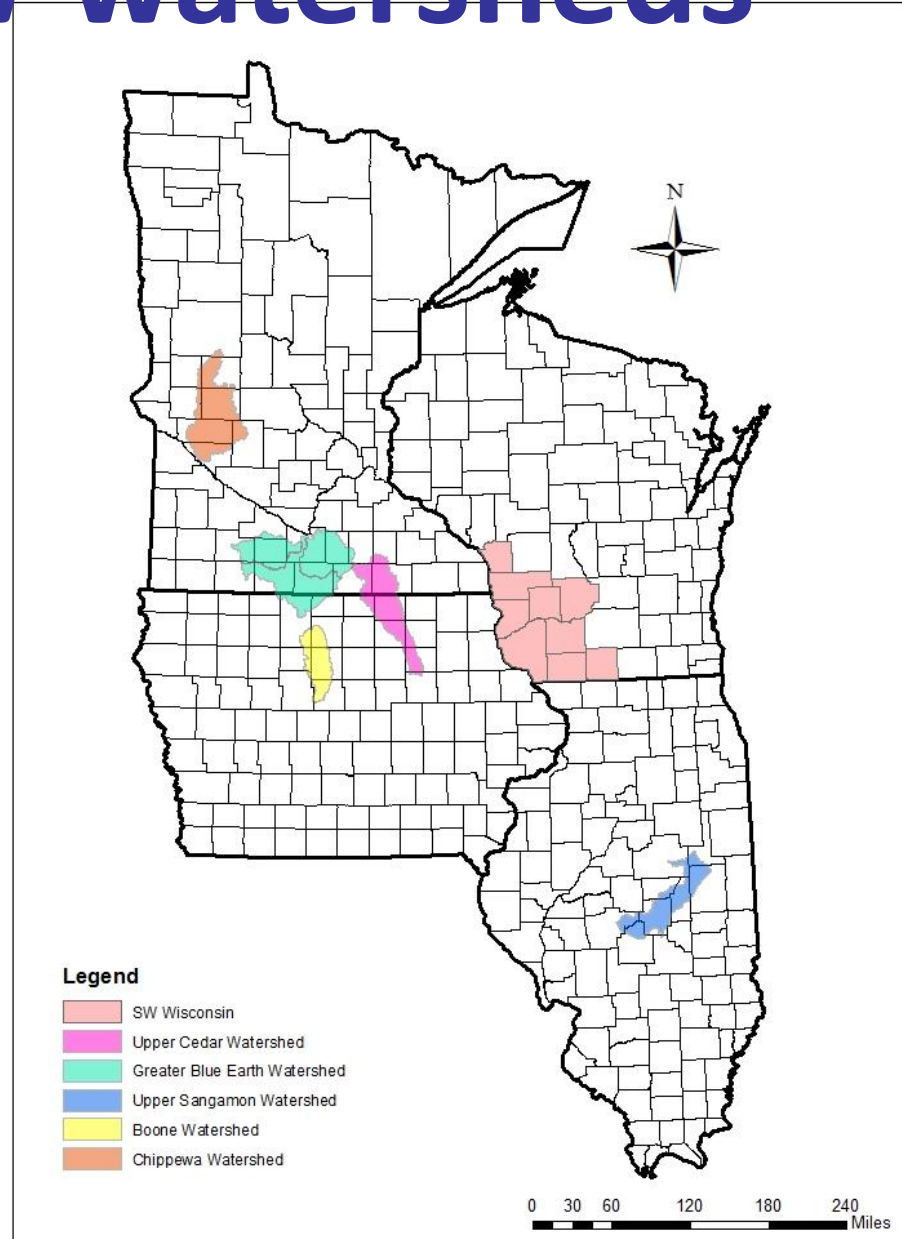 watersheds
N
Legend
SW Wisconsin
Upper Cedar Watershed
Greater Blue Earth Watershed
Upper Sangamon Watershed
Boone Watershed
Chippewa Watershed
0 30 60 120 180 240
Miles